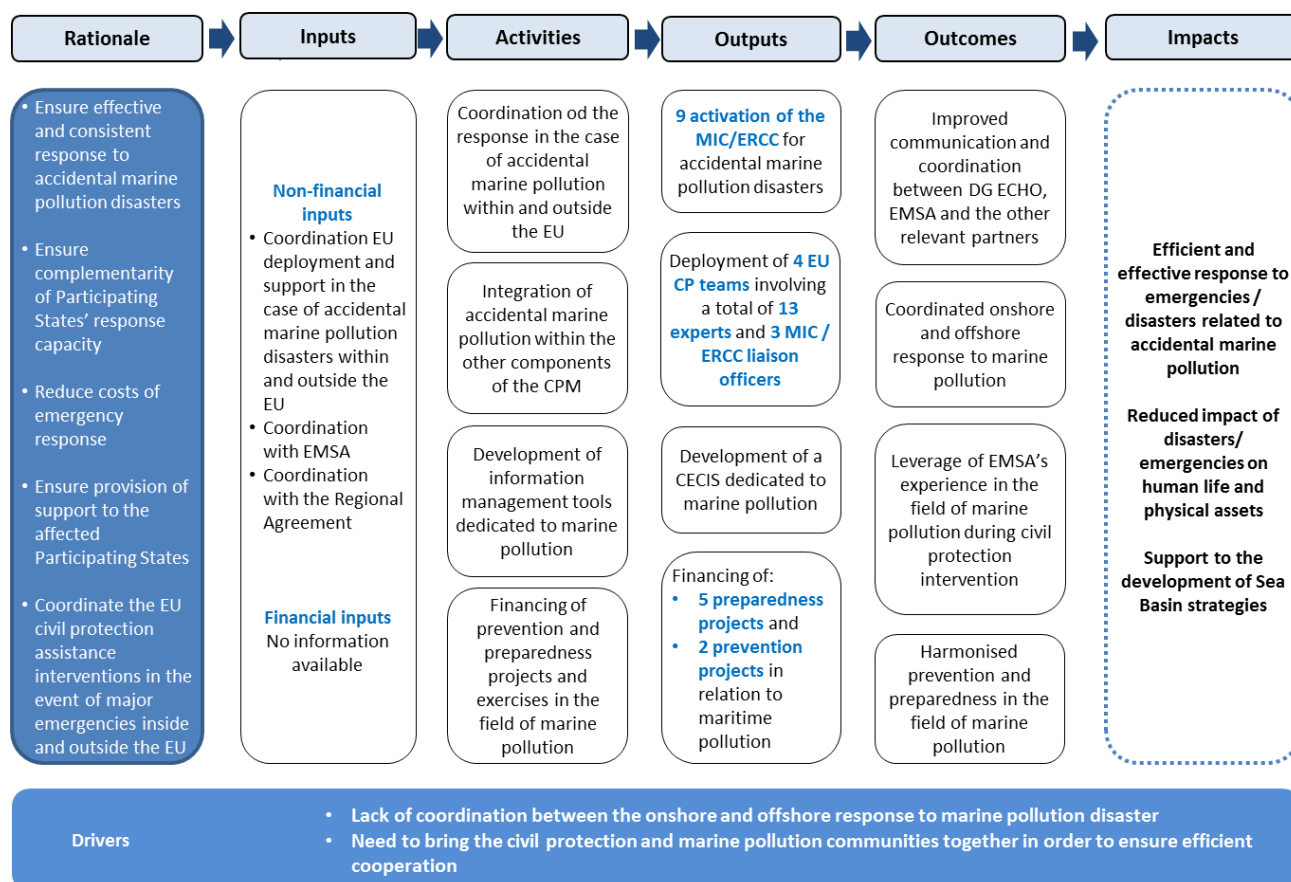 Rationale
Inputs
Activities
Outputs
Outcomes
Impacts
• Ensure effective
and consistent
response to
accidental marine
pollution disasters
• Ensure
complementarity
of Participating
States’ response
capacity
• Reduce costs of
emergency
response
• Ensure provision of
support to the
affected
Participating States
• Coordinate the EU
civil protection
assistance
interventions in the
event of major
emergencies inside
and outside the EU
Non-financial
inputs
• Coordination EU
deployment and
support in the
case of accidental
marine pollution
disasters within
and outside the
EU
• Coordination
with EMSA
• Coordination
with the Regional
Agreement
Financial inputs
No information
available
Coordination od the
response in the case
of accidental
marine pollution
within and outside
the EU
Integration of
accidental marine
pollution within the
other components
of the CPM
Development of
information
management tools
dedicated to marine
pollution
Financing of
prevention and
preparedness
projects and
exercises in the
field of marine
pollution
9 activation of the
MIC/ERCC for
accidental marine
pollution disasters
Deployment of 4 EU
CP teams involving
a total of 13
experts and 3 MIC /
ERCC liaison
officers
Development of a
CECIS dedicated to
marine pollution
Financing of:
• 5 preparedness
projects and
• 2 prevention
projects in
relation to
maritime
pollution
Improved
communication and
coordination
between DG ECHO,
EMSA and the other
relevant partners
Coordinated onshore
and offshore
response to marine
pollution
Leverage of EMSA’s
experience in the
field of marine
pollution during civil
protection
intervention
Harmonised
prevention and
preparedness in the
field of marine
pollution
Efficient and
effective response to
emergencies /
disasters related to
accidental marine
pollution
Reduced impact of
disasters/
emergencies on
human life and
physical assets
Support to the
development of Sea
Basin strategies
Drivers
• Lack of coordination between the onshore and offshore response to marine pollution disaster
• Need to bring the civil protection and marine pollution communities together in order to ensure efficient
cooperation